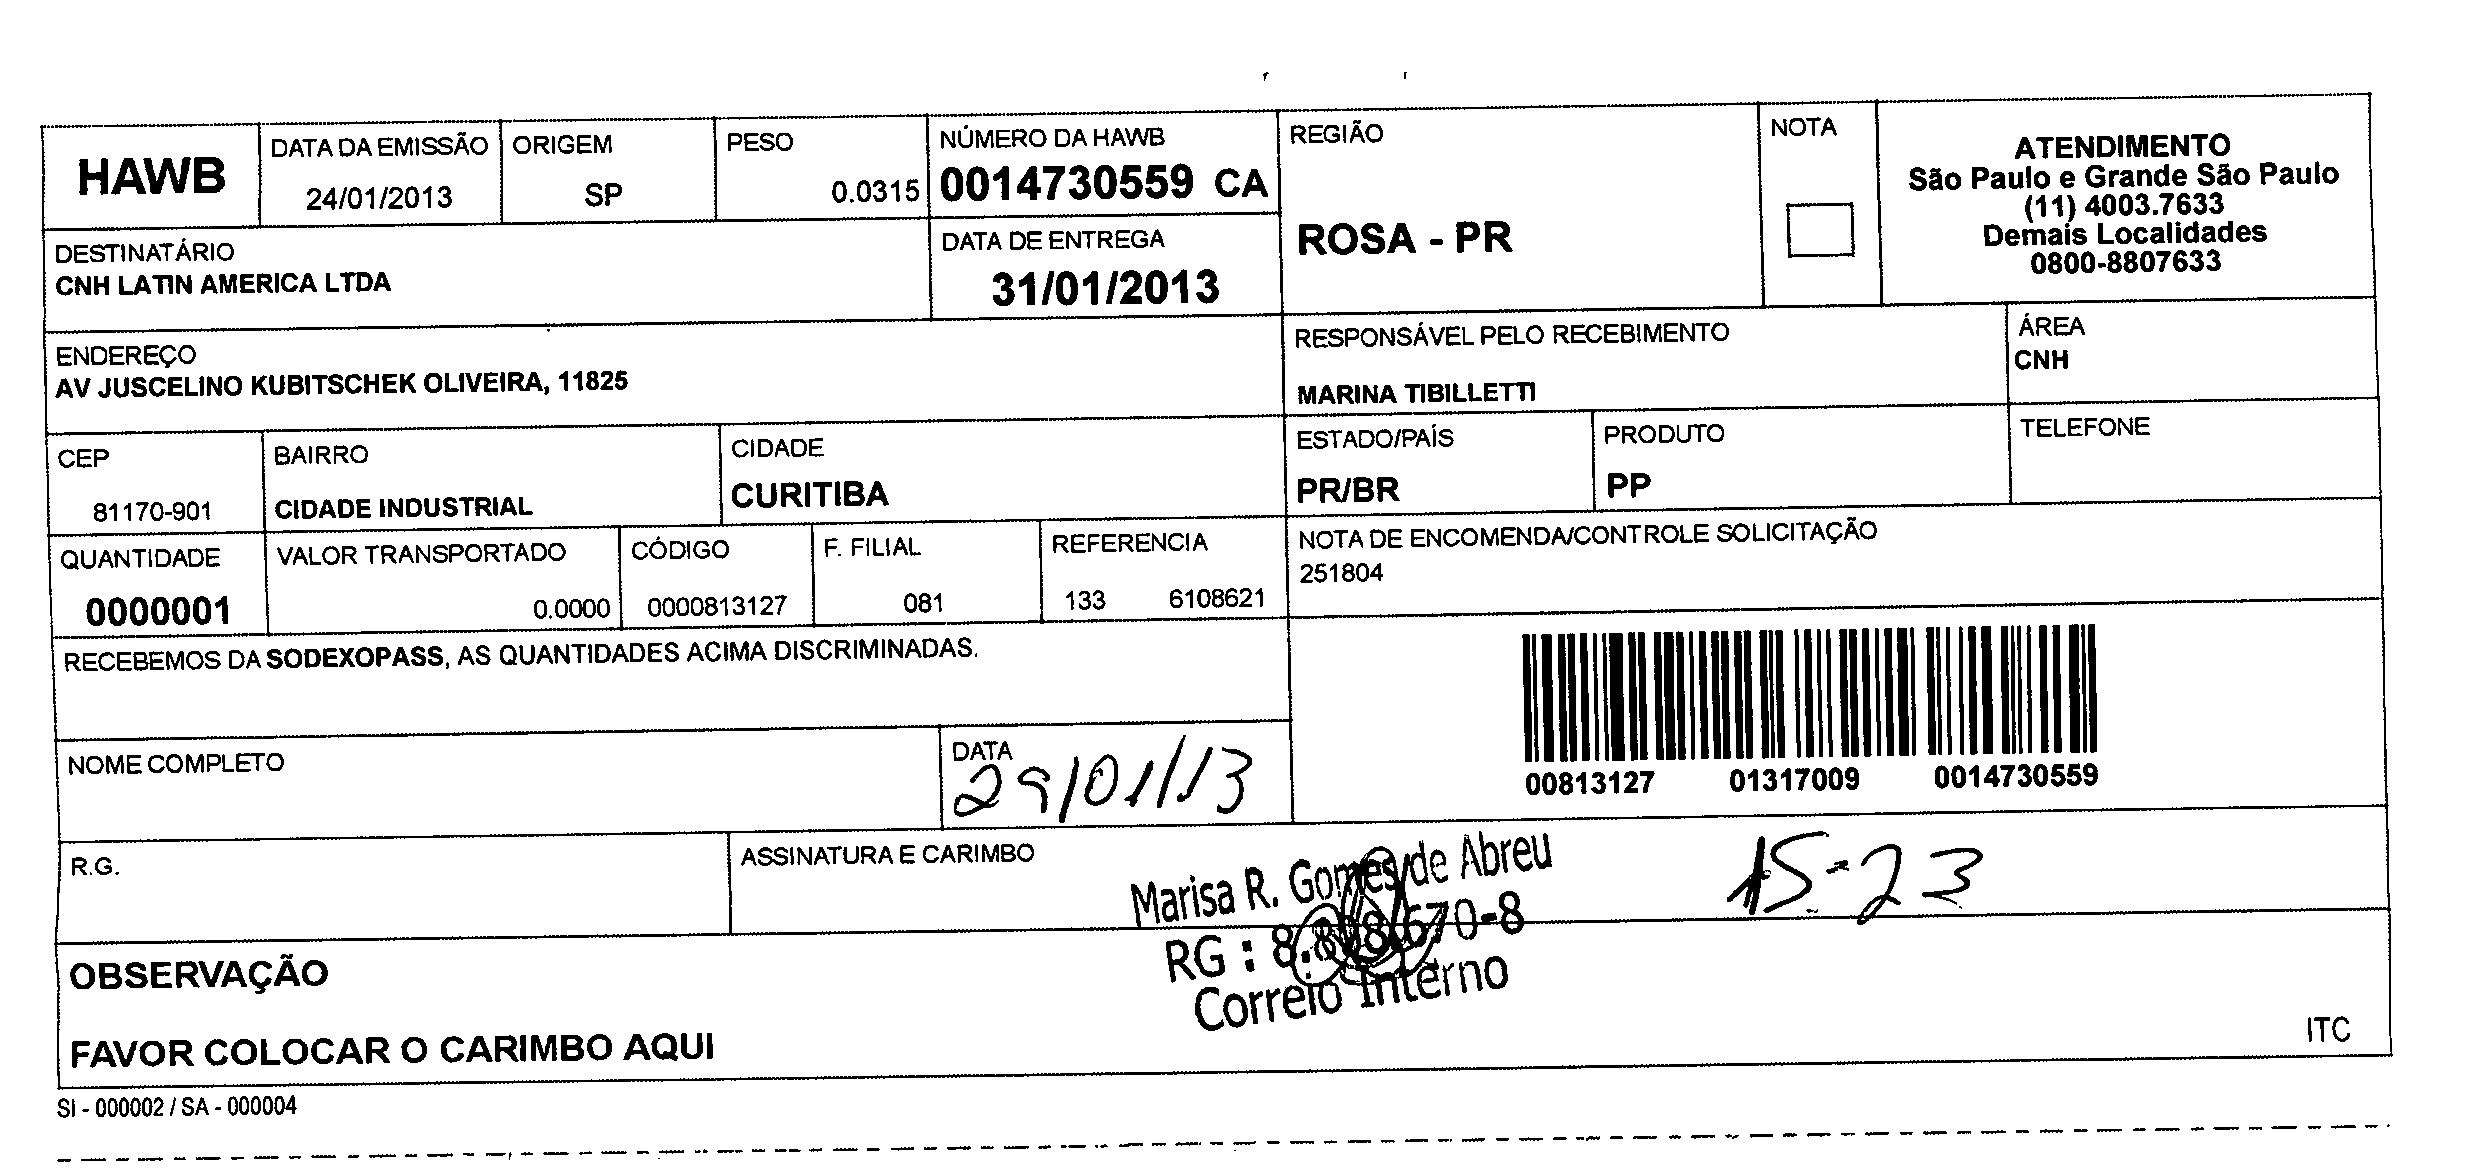 HAWB
DATA DA EMISSÃO
24/01/2013
ORIGEM
SP
PESO
0.0315
NÚMERO DA HAWB
0014730559 CA
REGIÃO
ROSA - PR
NOTA
ATENDIMENTO
São Paulo e Grande São Paulo
(11) 4003.7633
Demais Localidades
0800-8807633
DESTINATÁRIO
CNH LATIN AMERICA LTDA
DATA DE ENTREGA
31/01/2013
ENDEREÇO
AV JUSCELINO KUBITSCHEK OLIVEIRA, 11825
RESPONSÁVEL PELO RECEBIMENTO
MARINA TIBILLETTI
ÁREA
CNH
CEP
81170-901
BAIRRO
CIDADE INDUSTRIAL
CIDADE
CURITIBA
ESTADO/PAÍS
PR/BR
PRODUTO
PP
TELEFONE
QUANTIDADE
0000001
VALOR TRANSPORTADO
0.0000
CÓDIGO
0000813127
F. FILIAL
081
REFERENCIA
133 6108621
NOTA DE ENCOMENDA/CONTROLE SOLICITAÇÃO
251804
RECEBEMOS DA SODEXOPASS, AS QUANTIDADES ACIMA DISCRIMINADAS.
00813127 01317009 0014730559
NOME COMPLETO
DATA
29/01/13
R.G.
ASSINATURA E CARIMBO
Marisa R. Gomes de Abreu
RG :
Correio Interno
15-23
OBSERVAÇÃO
FAVOR COLOCAR O CARIMBO AQUI
ITC
SI - 000002 / SA - 000004